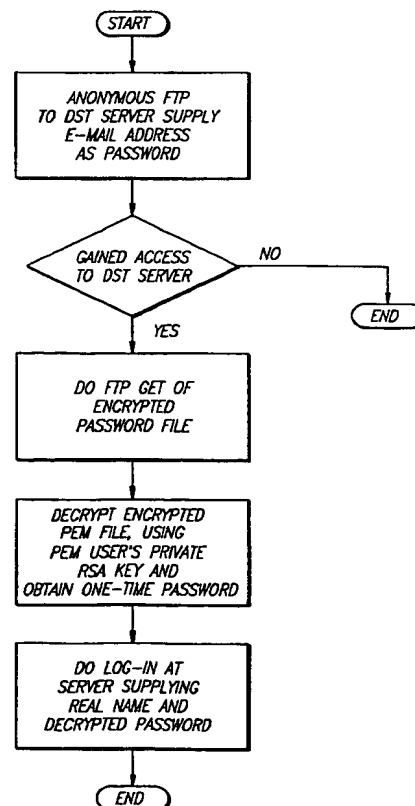 START
ANONYMOUS FTP
TO DST SERVER SUPPLY
E-MAIL ADDRESS
AS PASSWORD
GAINED ACCESS
TO DST SERVER
NO
END
YES
DO FTP GET OF
ENCRYPTED
PASSWORD FILE
DECRYPT ENCRYPTED
PEM FILE, USING
PEM USER'S PRIVATE
RSA KEY AND
OBTAIN ONE-TIME PASSWORD
DO LOG-IN AT
SERVER SUPPLYING
REAL NAME AND
DECRYPTED PASSWORD
END